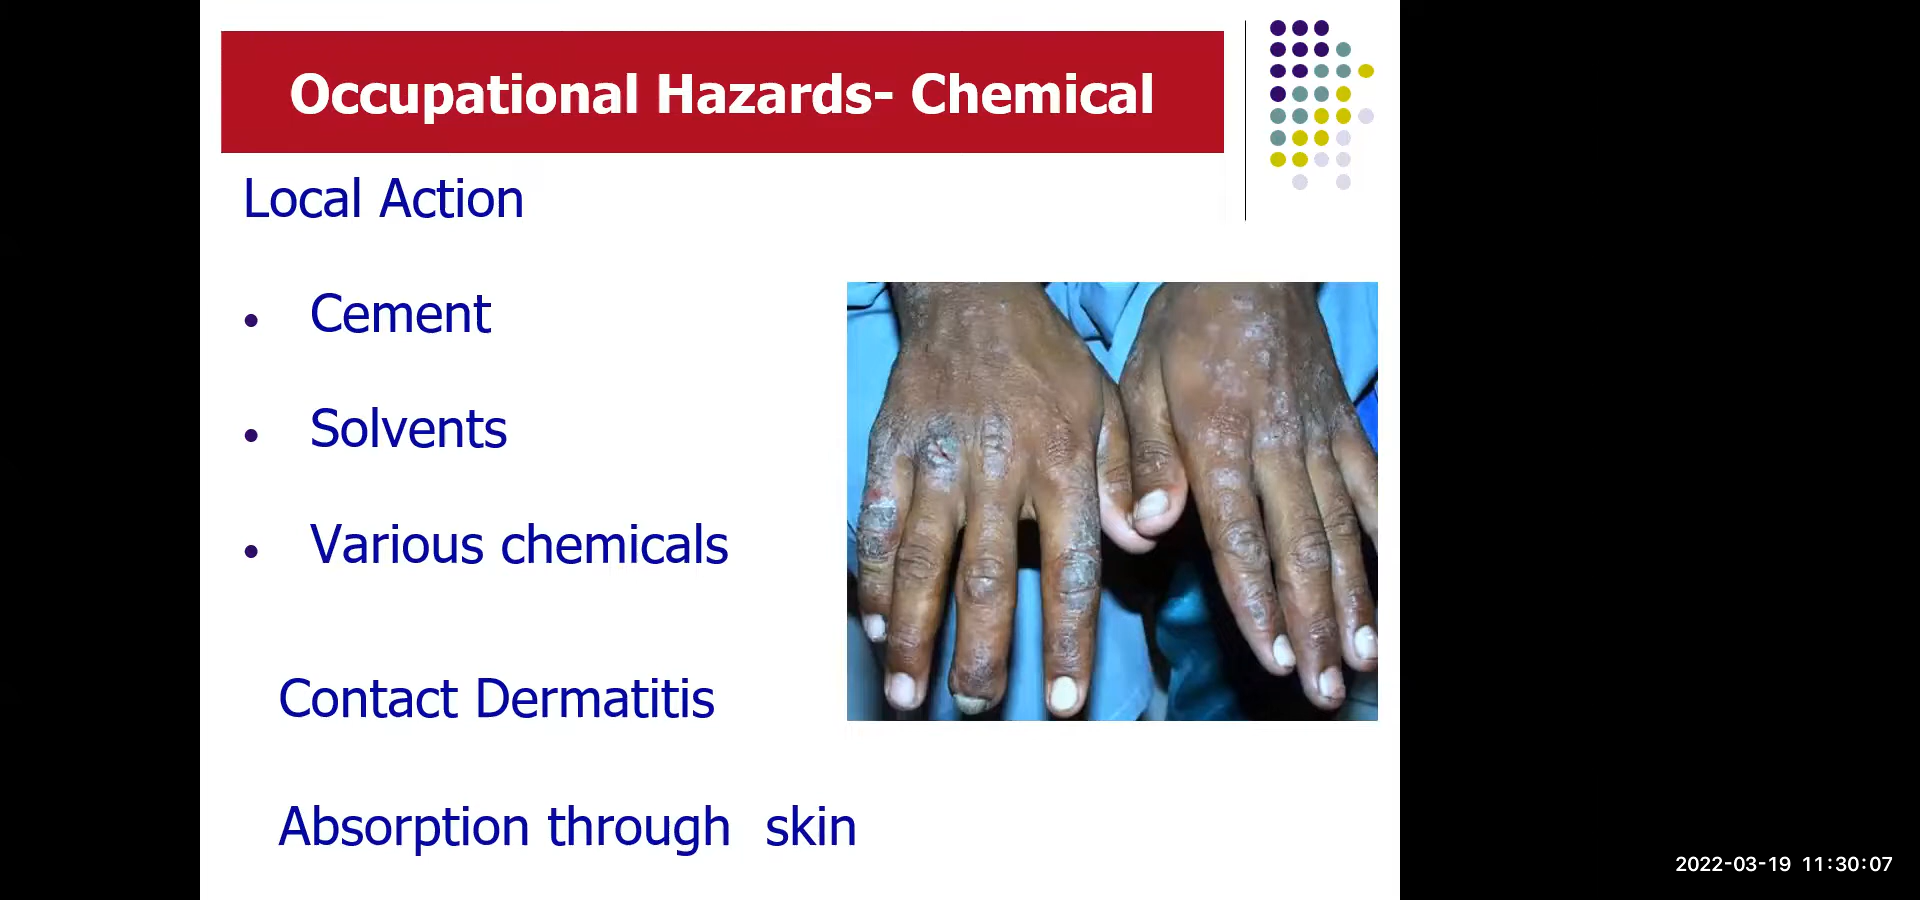 Occupational Hazards- Chemical
Local Action
• Cement
• Solvents
• Various chemicals
Contact Dermatitis
Absorption through  skin
2022-03-19 11:30:07